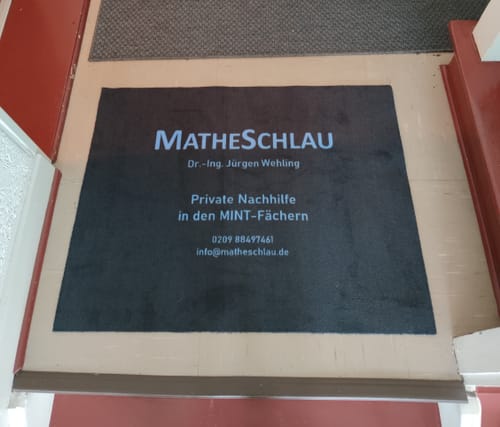 MATHESCHLAU
Dr.-Ing. Jürgen Wehling
Private Nachhilfe
in den MINT-Fächern
0209 88497461
info@matheschlau.de